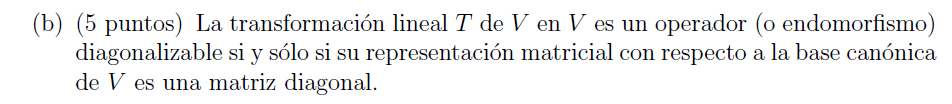 (b) (5 puntos) La transformación lineal T de V en V es un operador (o endomorfismo)
diagonalizable si y sólo si su representación matricial con respecto a la base canónica
de V es una matriz diagonal.